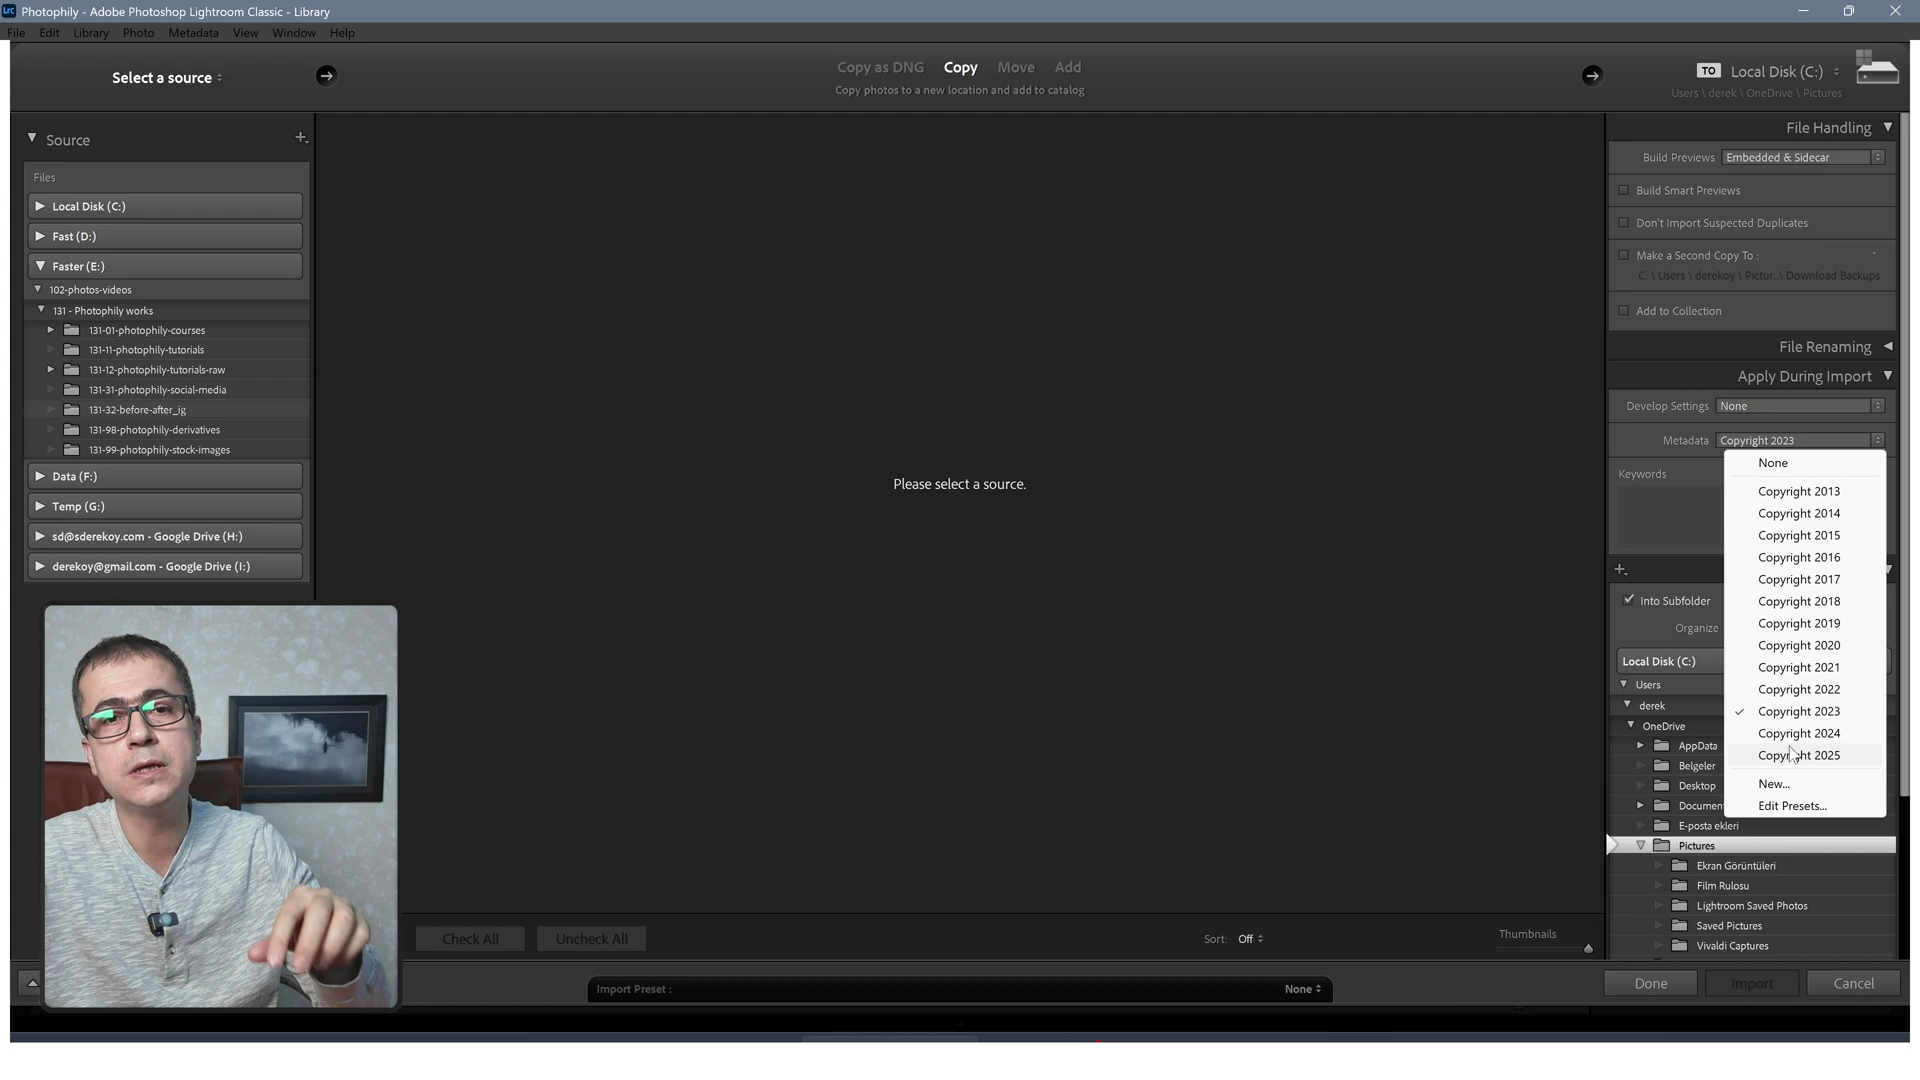 Lrc Photophily - Adobe Photoshop Lightroom Classic - Library
File Edit Library Photo Metadata View Window Help
Select a source
Copy as DNG Copy Move Add
Copy photos to a new location and add to catalog
TO Local Disk (C:)
Users \ derek \ OneDrive \ Pictures
Source
Files
Local Disk (C:)
Fast (D:)
Faster (E:)
102-photos-videos
131 - Photophily works
131-01-photophily-courses
131-11-photophily-tutorials
131-12-photophily-tutorials-raw
131-31-photophily-social-media
131-32-before-after_ig
131-98-photophily-derivatives
131-99-photophily-stock-images
Data (F:)
Temp (G:)
sd@sderekoy.com - Google Drive (H:)
derekoy@gmail.com - Google Drive (I:)
Please select a source.
File Handling
Build Previews Embedded & Sidecar
Build Smart Previews
Don't Import Suspected Duplicates
Make a Second Copy To :
C: \ Users \ derekoy \ Pictur...\ Download Backups
Add to Collection
File Renaming
Apply During Import
Develop Settings None
Metadata Copyright 2023
Keywords
None
Copyright 2013
Copyright 2014
Copyright 2015
Copyright 2016
Copyright 2017
Copyright 2018
Copyright 2019
Copyright 2020
Copyright 2021
Copyright 2022
Copyright 2023
Copyright 2024
Copyright 2025
New...
Edit Presets...
Into Subfolder
Organize
Local Disk (C:)
Users
derek
OneDrive
AppData
Belgeler
Desktop
Documen
E-posta ekleri
Pictures
Ekran Görüntüleri
Film Rulosu
Lightroom Saved Photos
Saved Pictures
Vivaldi Captures
Check All Uncheck All
Sort: Off
Thumbnails
Import Preset : None
Done Import Cancel